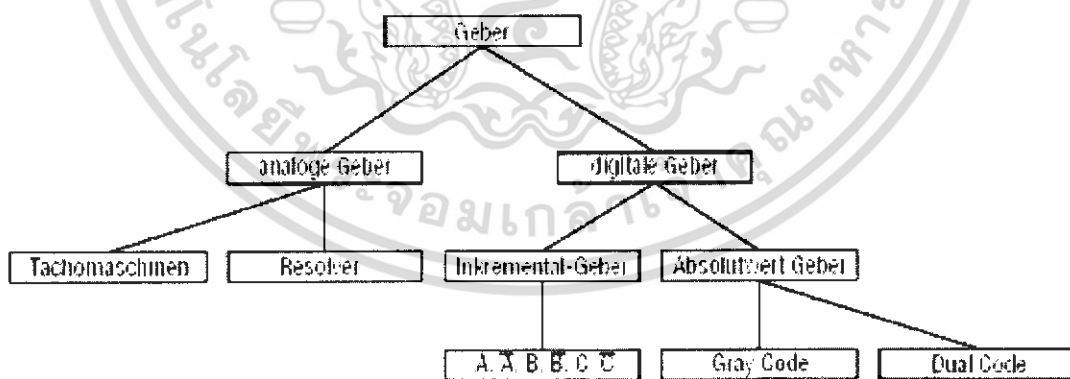 Geber
analoge Geber
digitale Geber
Tachomaschinen
Resolver
Inkremental-Geber
Absolutwert Geber
A. A̅. B. B̅. C C̅
Gray Code
Dual Code